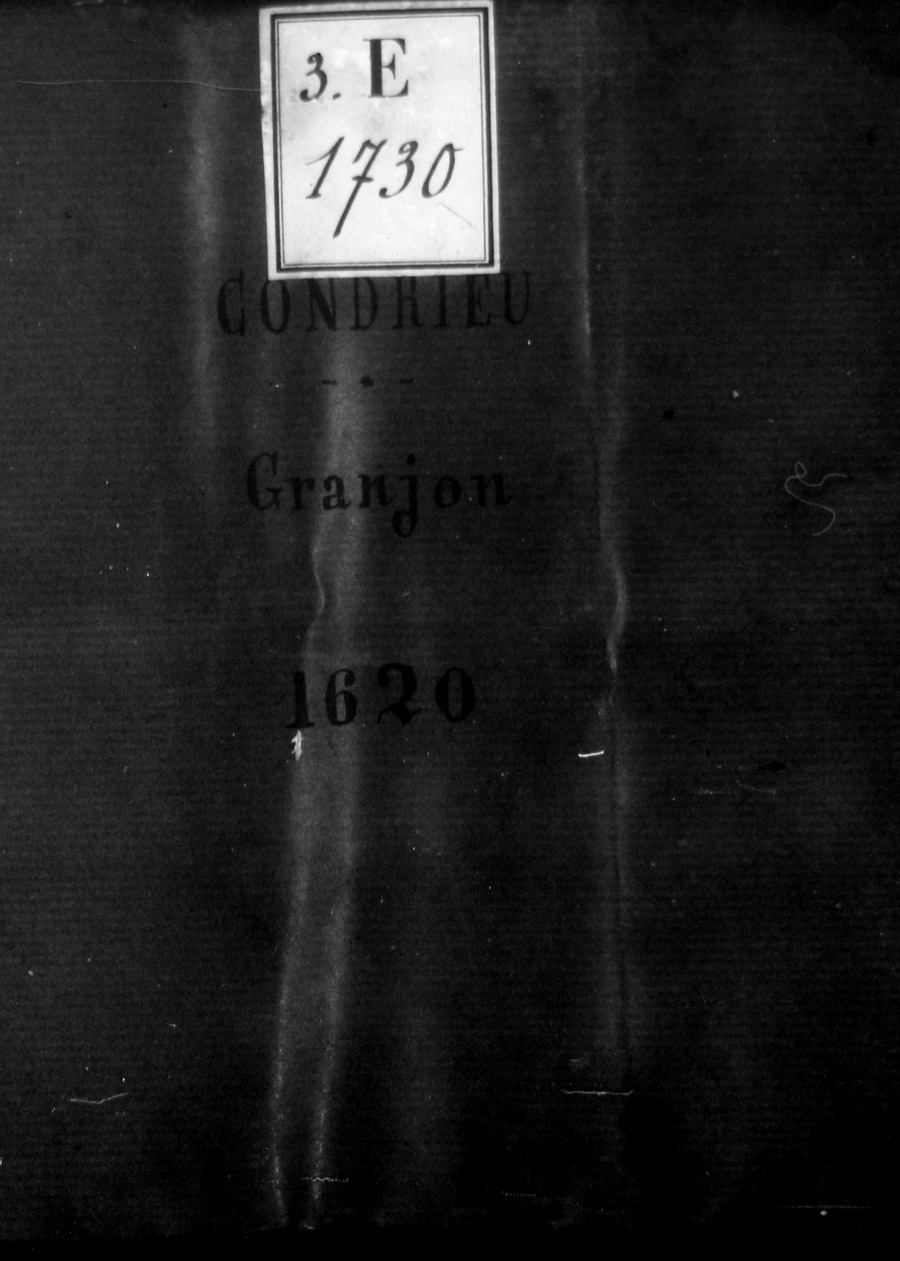 3. E
1730
CONDRIEU
Granjon
1620